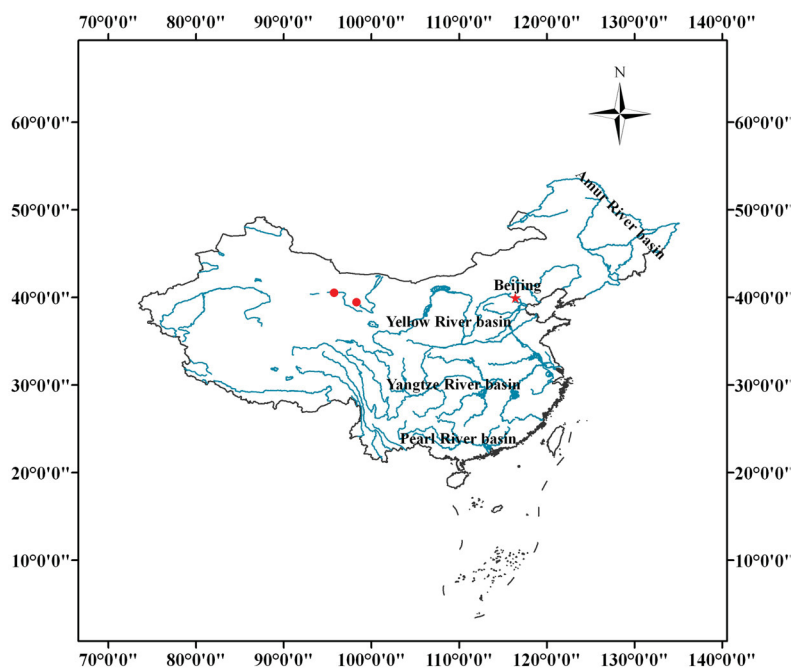 70°0'0" 80°0'0" 90°0'0" 100°0'0" 110°0'0" 120°0'0" 130°0'0" 140°0'0"
N
60°0'0" 60°0'0"
Amur River basin
50°0'0" 50°0'0"
Beijing
40°0'0" 40°0'0"
Yellow River basin
30°0'0" 30°0'0"
Yangtze River basin
Pearl River basin
20°0'0" 20°0'0"
10°0'0" 10°0'0"
70°0'0" 80°0'0" 90°0'0" 100°0'0" 110°0'0" 120°0'0" 130°0'0" 140°0'0"